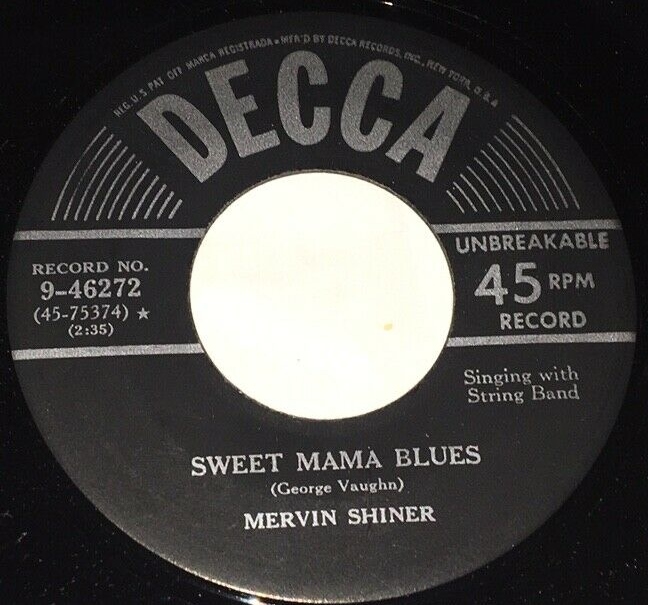 REG. U.S. PAT. OFF. MARCA REGISTRADA • MFR'D BY DECCA RECORDS, INC., NEW YORK, U.S.A.
DECCA
RECORD NO.
9-46272
(45-75374) ★
(2:35)
UNBREAKABLE
45 RPM
RECORD
Singing with
String Band
SWEET MAMA BLUES
(George Vaughn)
MERVIN SHINER